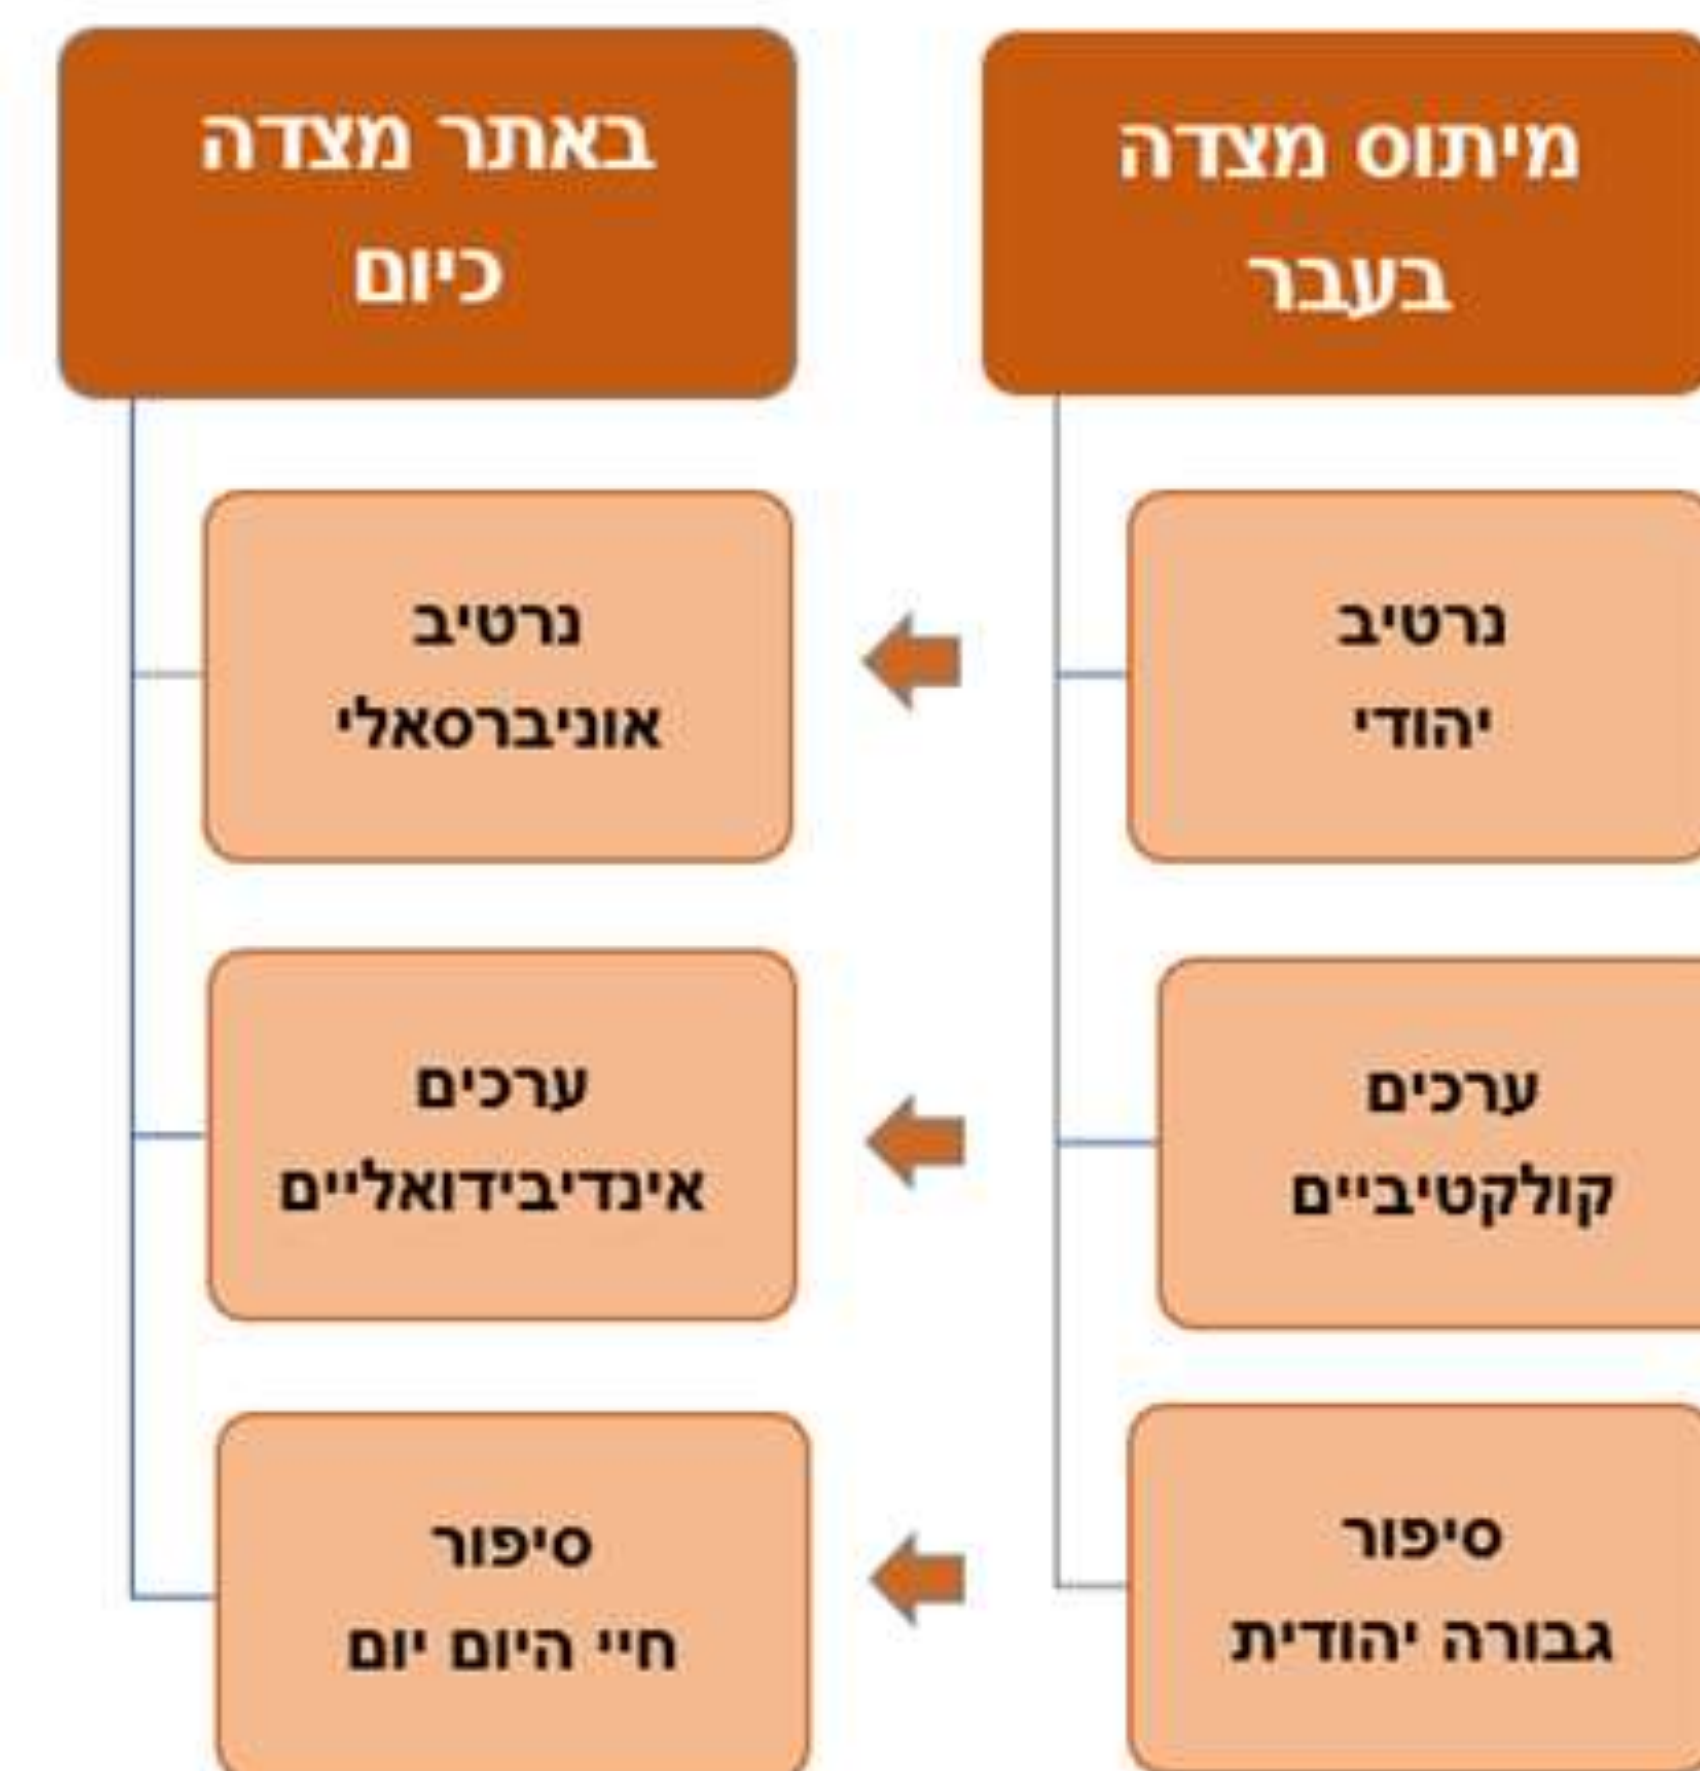 מיתוס מצדה
בעבר
באתר מצדה
כיום
נרטיב
יהודי
נרטיב
אוניברסאלי
ערכים
קולקטיביים
ערכים
אינדיבידואליים
סיפור
גבורה יהודית
סיפור
חיי היום יום